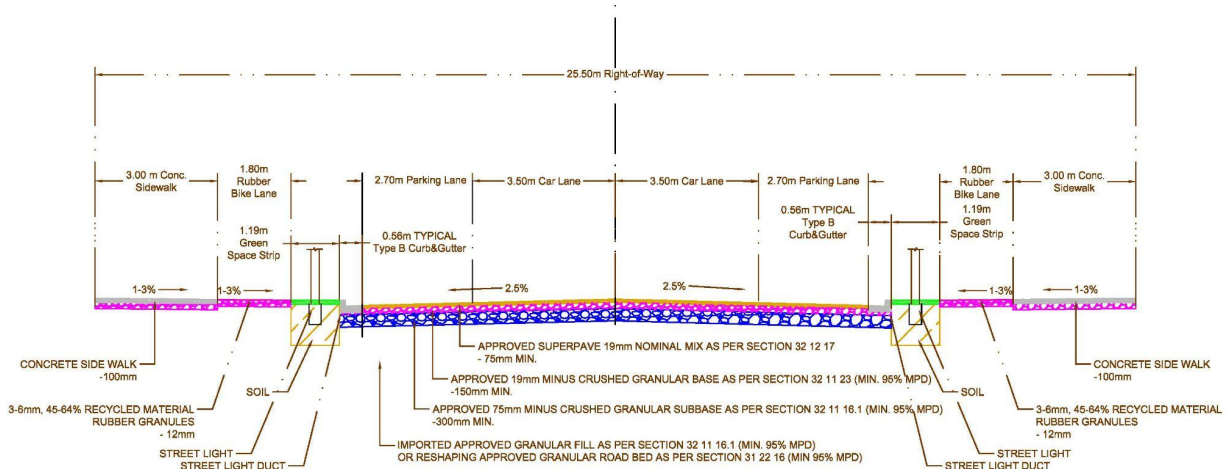 25.50m Right-of-Way
3.00 m Conc.
Sidewalk
1.80m
Rubber
Bike Lane
2.70m Parking Lane
3.50m Car Lane
3.50m Car Lane
2.70m Parking Lane
1.80m
Rubber
Bike Lane
3.00 m Conc.
Sidewalk
1.19m
Green
Space Strip
0.56m TYPICAL
Type B Curb&Gutter
0.56m TYPICAL
Type B
Curb&Gutter
1.19m
Green
Space Strip
1-3%
1-3%
2.5%
2.5%
1-3%
1-3%
APPROVED SUPERPAVE 19mm NOMINAL MIX AS PER SECTION 32 12 17
- 75mm MIN.
APPROVED 19mm MINUS CRUSHED GRANULAR BASE AS PER SECTION 32 11 23 (MIN. 95% MPD)
-150mm MIN.
APPROVED 75mm MINUS CRUSHED GRANULAR SUBBASE AS PER SECTION 32 11 16.1 (MIN. 95% MPD)
-300mm MIN.
IMPORTED APPROVED GRANULAR FILL AS PER SECTION 32 11 16.1 (MIN. 95% MPD)
OR RESHAPING APPROVED GRANULAR ROAD BED AS PER SECTION 31 22 16 (MIN 95% MPD)
CONCRETE SIDE WALK
-100mm
SOIL
3-6mm, 45-64% RECYCLED MATERIAL
RUBBER GRANULES
- 12mm
STREET LIGHT
STREET LIGHT DUCT
CONCRETE SIDE WALK
-100mm
SOIL
3-6mm, 45-64% RECYCLED MATERIAL
RUBBER GRANULES
- 12mm
STREET LIGHT
STREET LIGHT DUCT